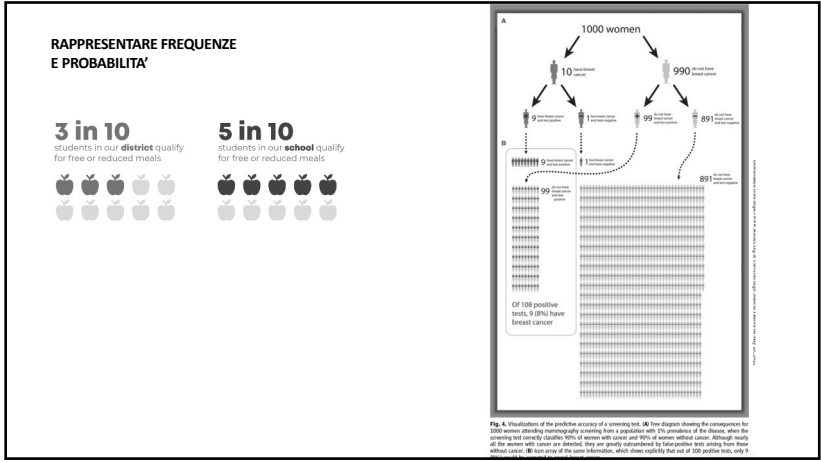 RAPPRESENTARE FREQUENZE
E PROBABILITA’
3 in 10
students in our district qualify
for free or reduced meals
5 in 10
students in our school qualify
for free or reduced meals
A
1000 women
10 have breast
cancer
990 do not have
breast cancer
9 have breast cancer
and test positive
1 has breast cancer
and tests negative
99 do not have
breast cancer
and test positive
891 do not have
breast cancer
and test negative
B
9 have breast cancer
and test positive
1 has breast cancer
and tests negative
99 do not have
breast cancer
and test
positive
891 do not have
breast cancer
and test negative
Of 108 positive
tests, 9 (8%) have
breast cancer
Fig. 4. Visualizations of the predictive accuracy of a screening test. (A) Tree diagram showing the consequences for
1000 women attending mammography screening from a population with 1% prevalence of the disease, when the
screening test correctly classifies 90% of women with cancer and 90% of women without cancer. Although nearly
all the women with cancer are detected, they are greatly outnumbered by false-positive tests arising from those
without cancer. (B) Icon array of the same information, which shows explicitly that out of 108 positive tests, only 9